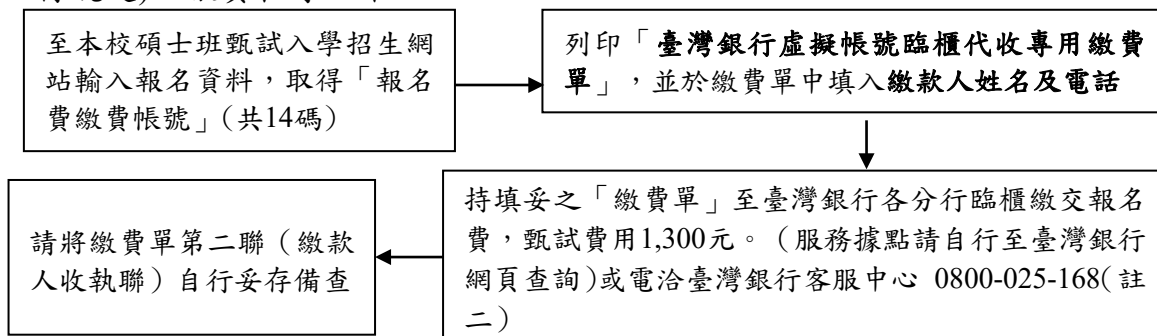 至本校碩士班甄試入學招生網
站輸入報名資料，取得「報名
費繳費帳號」(共14碼)
列印「臺灣銀行虛擬帳號臨櫃代收專用繳費
單」，並於繳費單中填入繳款人姓名及電話
持填妥之「繳費單」至臺灣銀行各分行臨櫃繳交報名
費，甄試費用1,300元。（服務據點請自行至臺灣銀行
網頁查詢)或電洽臺灣銀行客服中心 0800-025-168(註
二）
請將繳費單第二聯（繳款
人收執聯）自行妥存備查